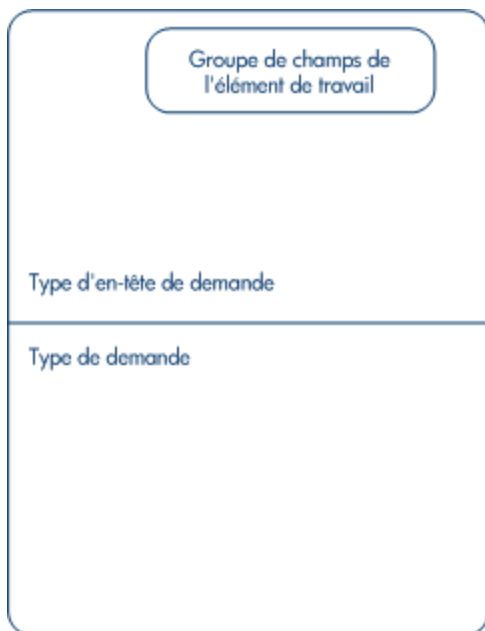 Groupe de champs de
l'élément de travail
Type d'en-tête de demande
Type de demande